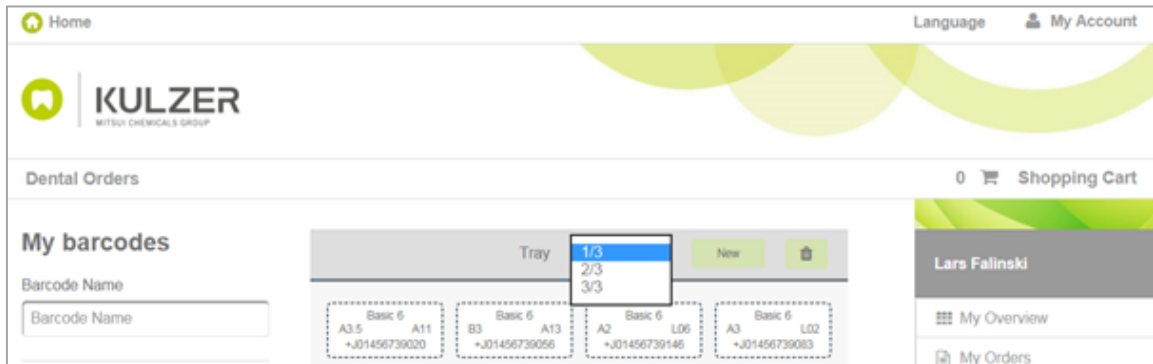 Home
Language My Account
KULZER
MITSUI CHEMICALS GROUP
Dental Orders
0 Shopping Cart
My barcodes
Tray 1/3 New
2/3
3/3
Lars Falinski
Barcode Name
Barcode Name
Basic 6 Basic 6 Basic 6 Basic 6
A3.5 A11 B3 A13 A2 L06 A3 L02
+J01456739020 +J01456739056 +J01456739146 +J01456739083
My Overview
My Orders